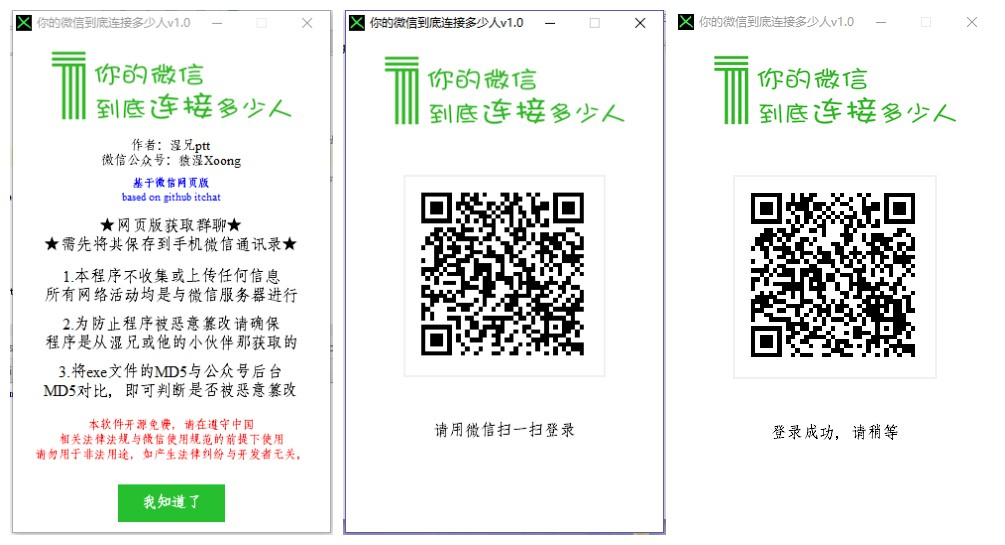 你的微信到底连接多少人v1.0
你的微信
到底连接多少人
作者：湿兄ptt
微信公众号：猿湿Xoong
基于微信网页版
based on github itchat
★网页版获取群聊★
★需先将其保存到手机微信通讯录★
1.本程序不收集或上传任何信息
所有网络活动均是与微信服务器进行
2.为防止程序被恶意篡改请确保
程序是从湿兄或他的小伙伴那获取的
3.将exe文件的MD5与公众号后台
MD5对比，即可判断是否被恶意篡改
本软件开源免费，请在遵守中国
相关法律法规与微信使用规范的前提下使用
请勿用于非法用途，如产生法律纠纷与开发者无关。
我知道了
你的微信到底连接多少人v1.0
你的微信
到底连接多少人
请用微信扫一扫登录
你的微信到底连接多少人v1.0
你的微信
到底连接多少人
登录成功，请稍等